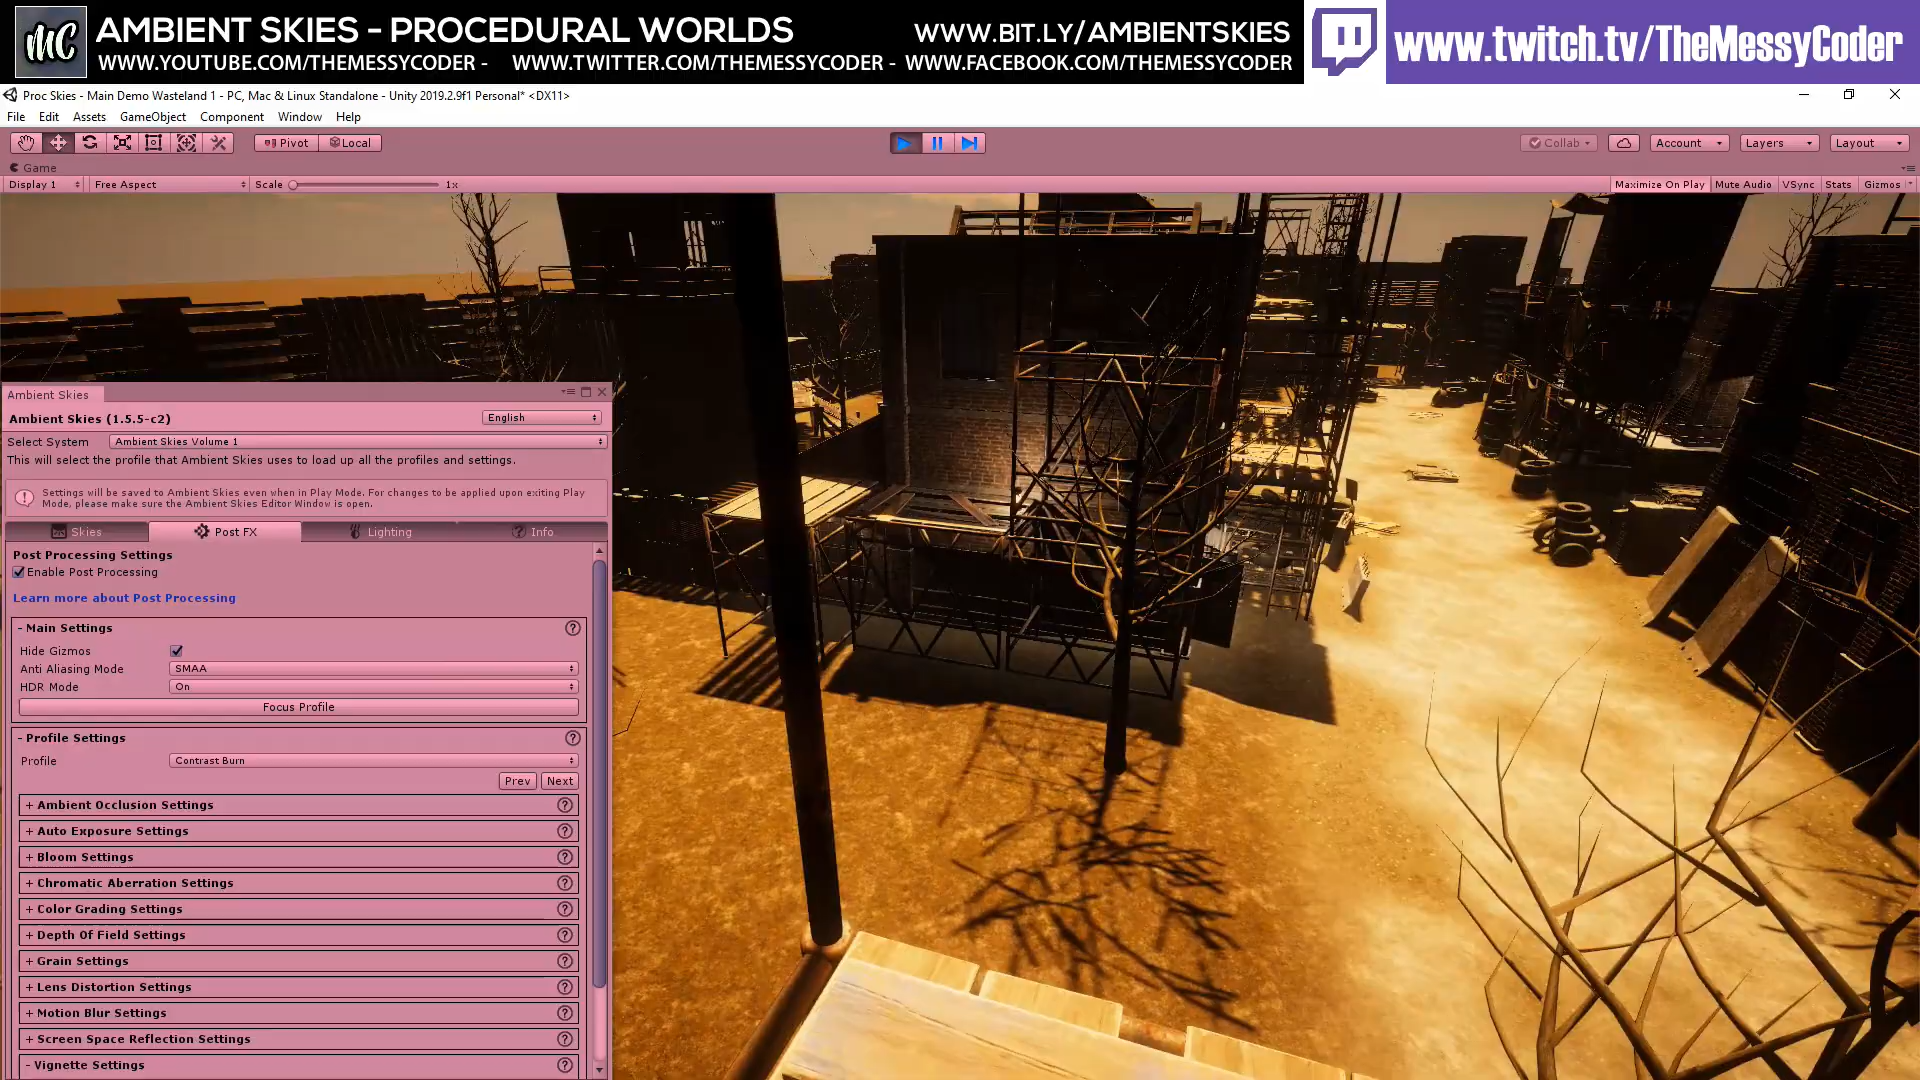 MC AMBIENT SKIES - PROCEDURAL WORLDS WWW.BIT.LY/AMBIENTSKIES
WWW.YOUTUBE.COM/THEMESSYCODER - WWW.TWITTER.COM/THEMESSYCODER - WWW.FACEBOOK.COM/THEMESSYCODER
www.twitch.tv/TheMessyCoder
Proc Skies - Main Demo Wasteland 1 - PC, Mac & Linux Standalone - Unity 2019.2.9f1 Personal* <DX11>
File Edit Assets GameObject Component Window Help
Pivot Local Collab Account Layers Layout
Game
Display 1 Free Aspect Scale 1x Maximize On Play Mute Audio VSync Stats Gizmos
Ambient Skies
Ambient Skies (1.5.5-c2) English
Select System Ambient Skies Volume 1
This will select the profile that Ambient Skies uses to load up all the profiles and settings.
Settings will be saved to Ambient Skies even when in Play Mode. For changes to be applied upon exiting Play
Mode, please make sure the Ambient Skies Editor Window is open.
Skies Post FX Lighting Info
Post Processing Settings
Enable Post Processing
Learn more about Post Processing
- Main Settings ?
Hide Gizmos
Anti Aliasing Mode SMAA
HDR Mode On
Focus Profile
- Profile Settings ?
Profile Contrast Burn
Prev Next
+ Ambient Occlusion Settings ?
+ Auto Exposure Settings ?
+ Bloom Settings ?
+ Chromatic Aberration Settings ?
+ Color Grading Settings ?
+ Depth Of Field Settings ?
+ Grain Settings ?
+ Lens Distortion Settings ?
+ Motion Blur Settings ?
+ Screen Space Reflection Settings ?
- Vignette Settings ?